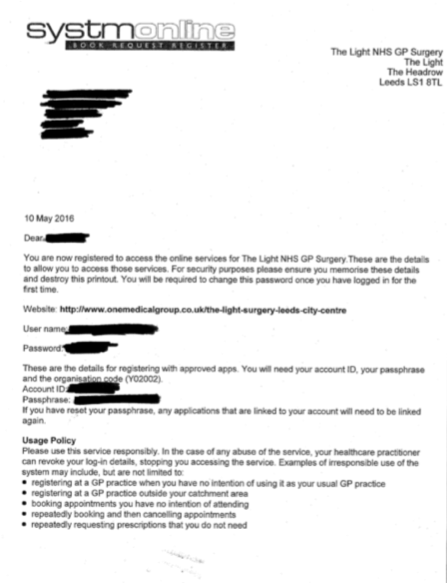 systmonline
BOOK REQUEST REGISTER
The Light NHS GP Surgery
The Light
The Headrow
Leeds LS1 8TL
10 May 2016
Dear
You are now registered to access the online services for The Light NHS GP Surgery.These are the details
to allow you to access those services. For security purposes please ensure you memorise these details
and destroy this printout. You will be required to change this password once you have logged in for the
first time.
Website: http://www.onemedicalgroup.co.uk/the-light-surgery-leeds-city-centre
User name:
Password:
These are the details for registering with approved apps. You will need your account ID, your passphrase
and the organisation code (Y02002).
Account ID:
Passphrase:
If you have reset your passphrase, any applications that are linked to your account will need to be linked
again.
Usage Policy
Please use this service responsibly. In the case of any abuse of the service, your healthcare practitioner
can revoke your log-in details, stopping you accessing the service. Examples of irresponsible use of the
system may include, but are not limited to:
• registering at a GP practice when you have no intention of using it as your usual GP practice
• registering at a GP practice outside your catchment area
• booking appointments you have no intention of attending
• repeatedly booking and then cancelling appointments
• repeatedly requesting prescriptions that you do not need